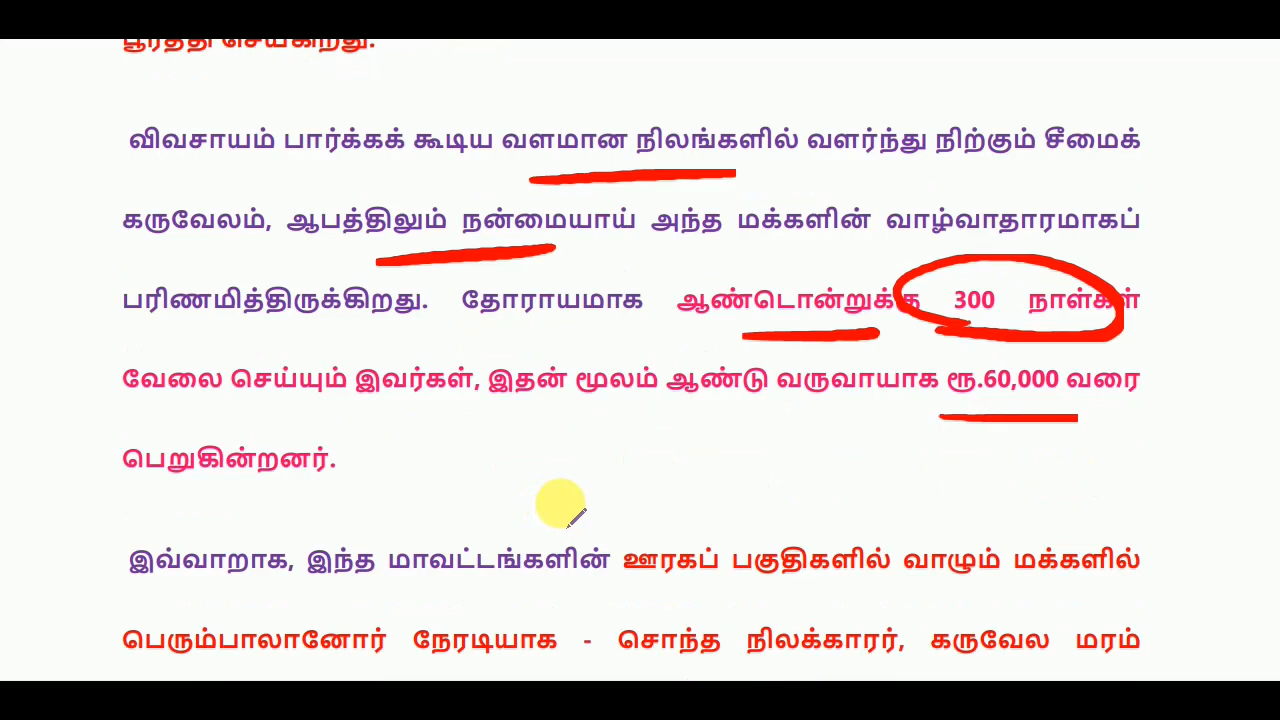 பூர்த்தி செய்கிறது.
விவசாயம் பார்க்கக் கூடிய வளமான நிலங்களில் வளர்ந்து நிற்கும் சீமைக்
கருவேலம், ஆபத்திலும் நன்மையாய் அந்த மக்களின் வாழ்வாதாரமாகப்
பரிணமித்திருக்கிறது. தோராயமாக ஆண்டொன்றுக்கு 300 நாள்கள்
வேலை செய்யும் இவர்கள், இதன் மூலம் ஆண்டு வருவாயாக ரூ.60,000 வரை
பெறுகின்றனர்.
இவ்வாறாக, இந்த மாவட்டங்களின் ஊரகப் பகுதிகளில் வாழும் மக்களில்
பெரும்பாலானோர் நேரடியாக - சொந்த நிலக்காரர், கருவேல மரம்